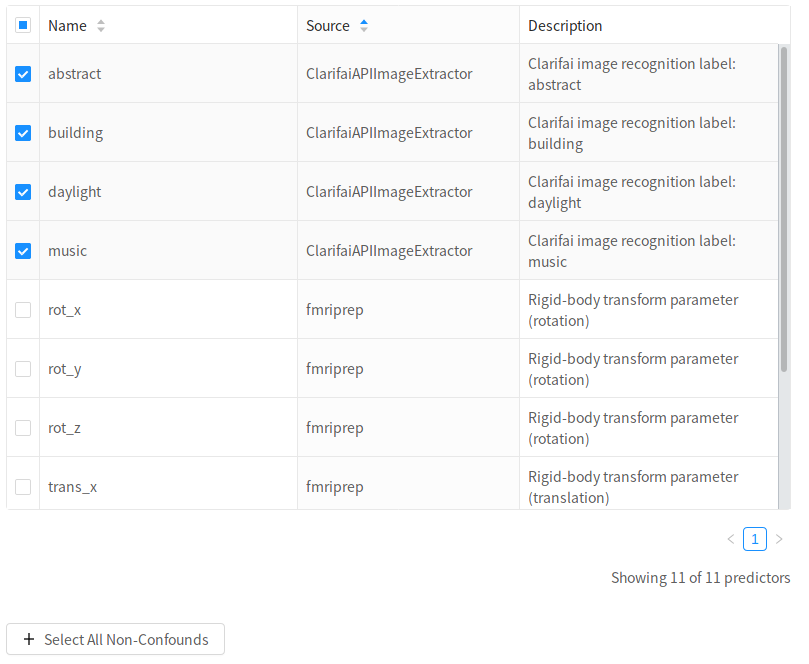 Name Source Description
abstract ClarifaiAPIImageExtractor Clarifai image recognition label:
abstract
building ClarifaiAPIImageExtractor Clarifai image recognition label:
building
daylight ClarifaiAPIImageExtractor Clarifai image recognition label:
daylight
music ClarifaiAPIImageExtractor Clarifai image recognition label:
music
rot_x fmriprep Rigid-body transform parameter
(rotation)
rot_y fmriprep Rigid-body transform parameter
(rotation)
rot_z fmriprep Rigid-body transform parameter
(rotation)
trans_x fmriprep Rigid-body transform parameter
(translation)
< 1 >
Showing 11 of 11 predictors
+ Select All Non-Confounds